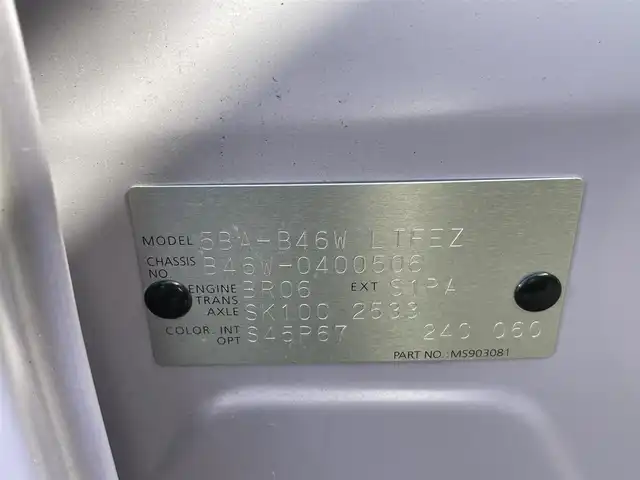 MODEL 5BA-B46W LTFEZ
CHASSIS NO B46W-0400506
ENGINE BR06 EXT S1PA
TRANS AXLE SK100 2533
COLOR. INT OPT S45P67 240 060
PART NO.: MS903081